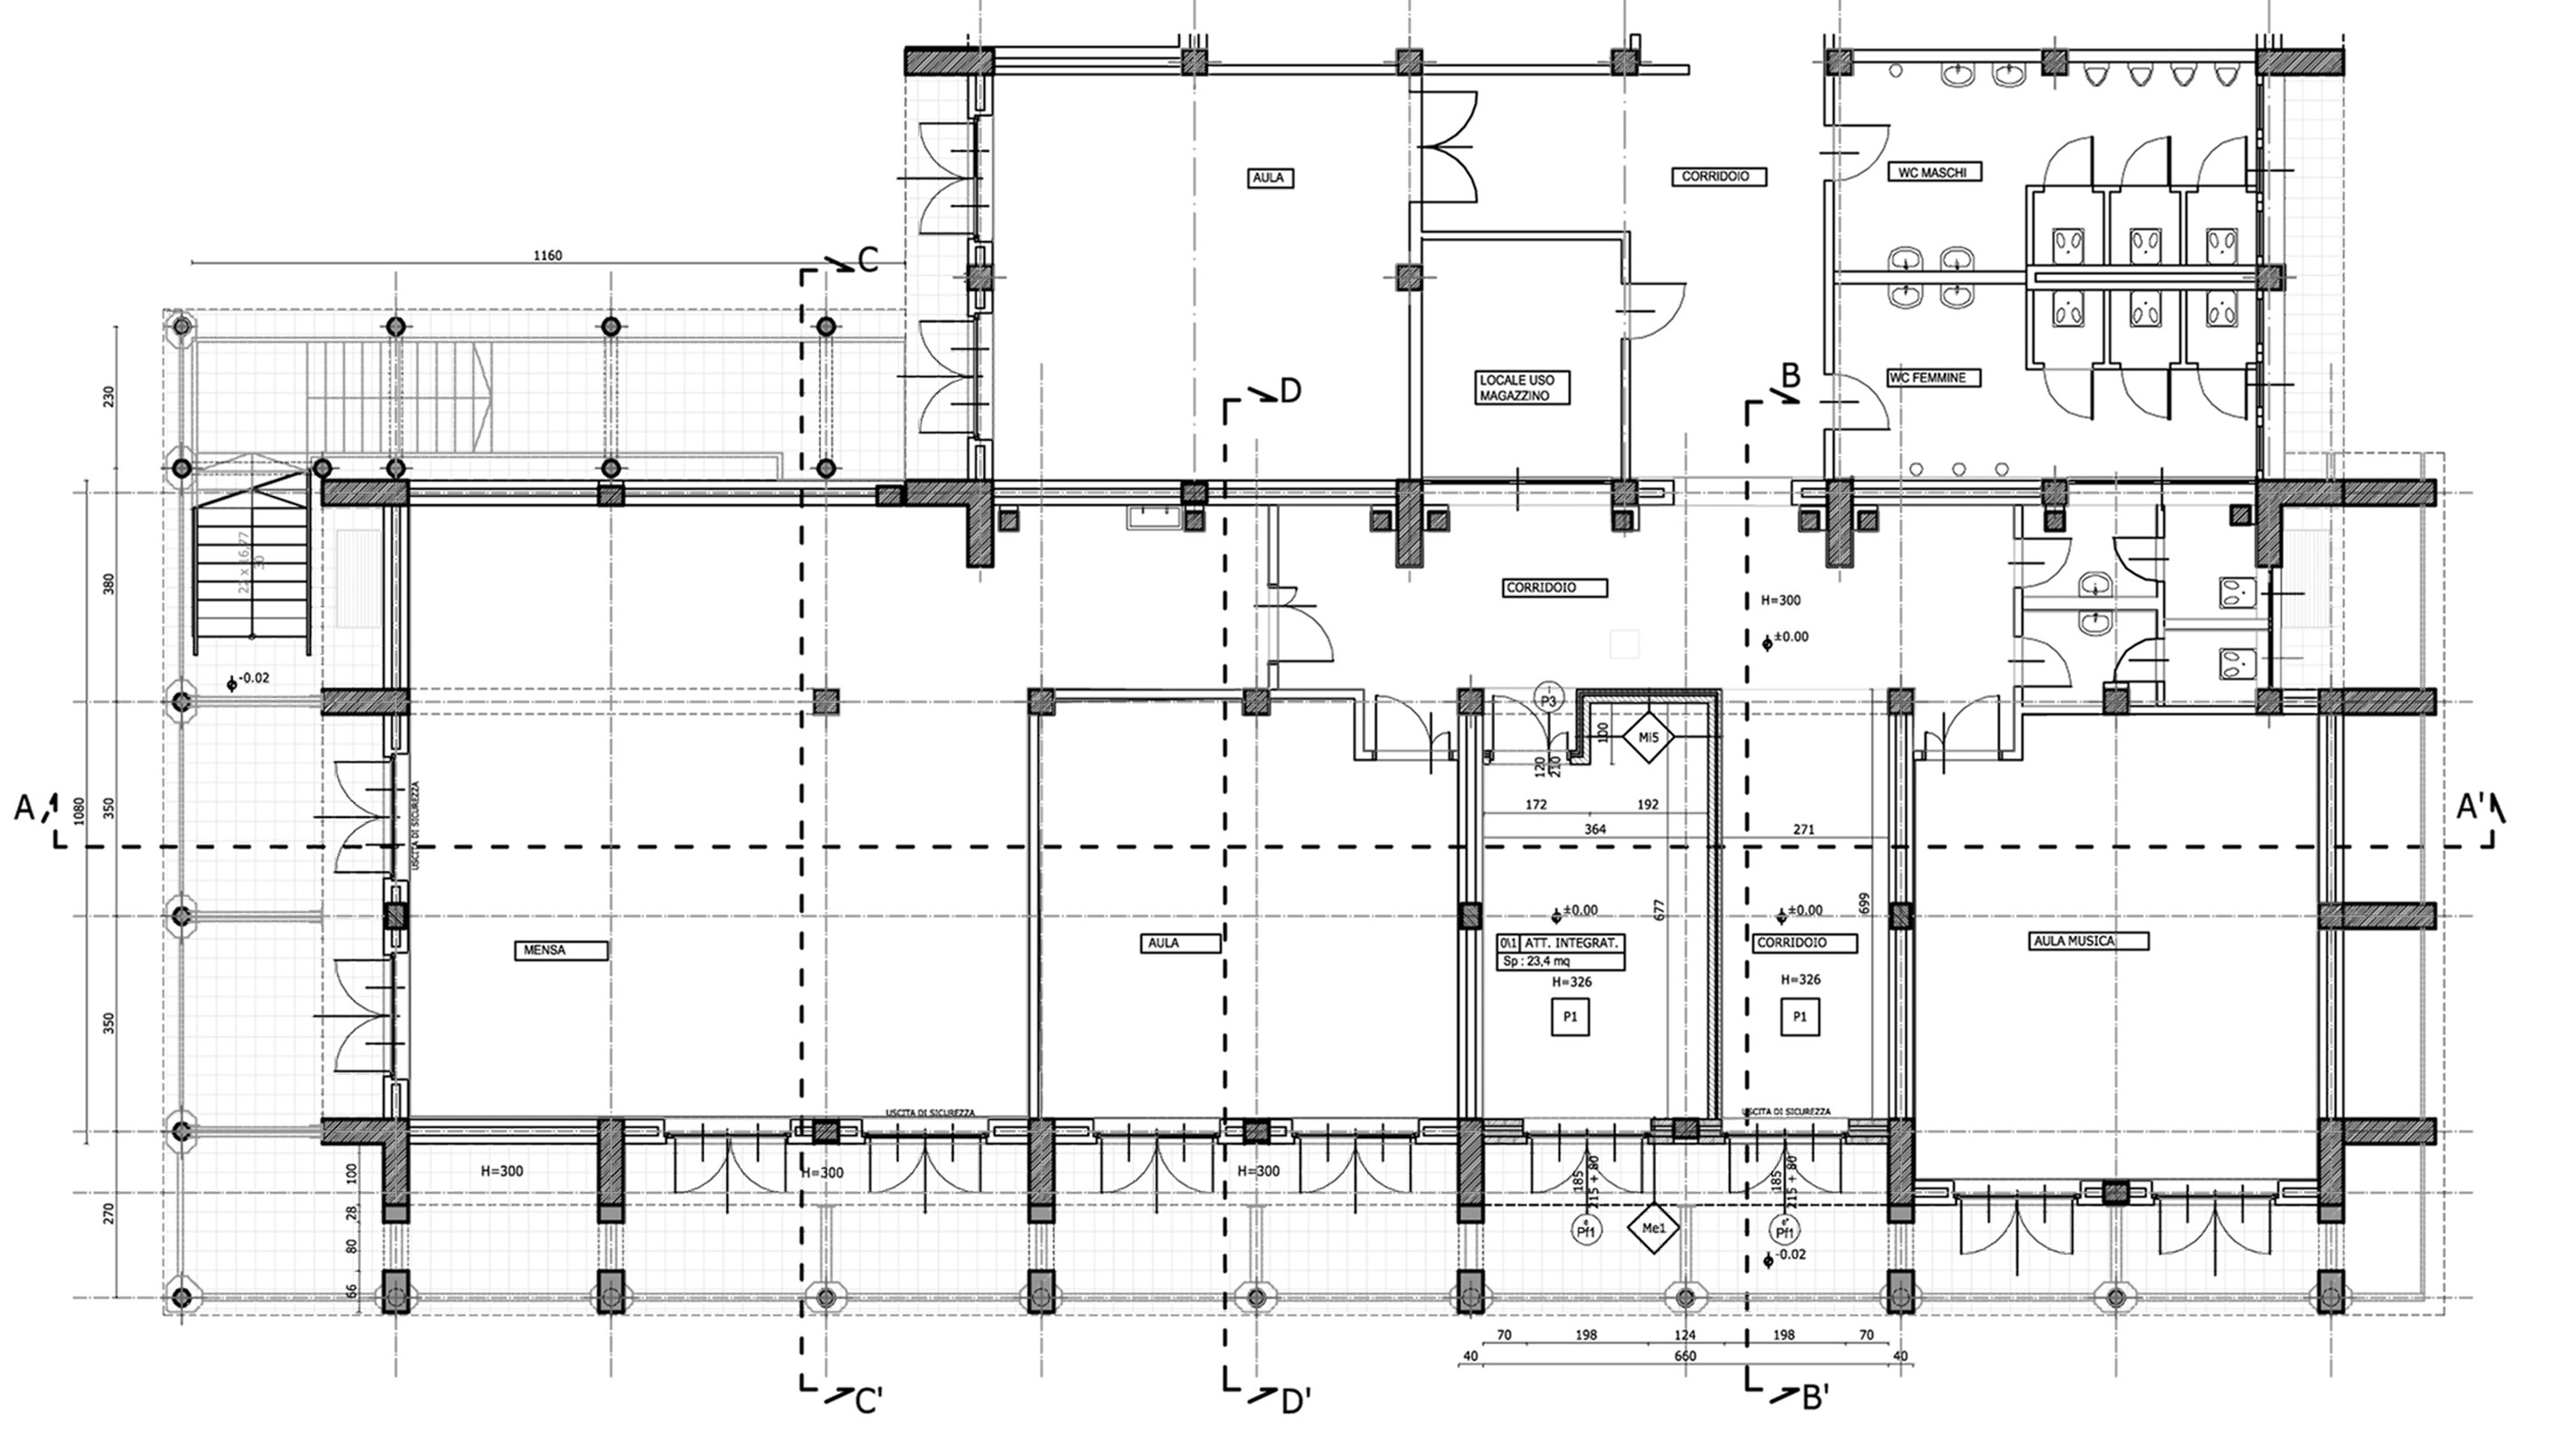 AULA
CORRIDOIO
WC MASCHI
1160
C
LOCALE USO
MAGAZZINO
WC FEMMINE
D
B
230
380
350
1080
350
270
22 x 16,77
30
-0.02
CORRIDOIO
H=300
±0.00
P3
Mi5
100
120
210
172
192
364
271
A
A'
USCITA DI SICUREZZA
677
699
±0.00
±0.00
MENSA
AULA
0\1 ATT. INTEGRAT.
Sp : 23,4 mq
H=326
P1
CORRIDOIO
H=326
P1
AULA MUSICA
USCITA DI SICUREZZA
USCITA DI SICUREZZA
H=300
H=300
H=300
100
28
80
66
185
215 + 80
185
215 + 80
e
Pf1
Me1
e'
Pf1
-0.02
70
198
124
198
70
40
660
40
C'
D'
B'